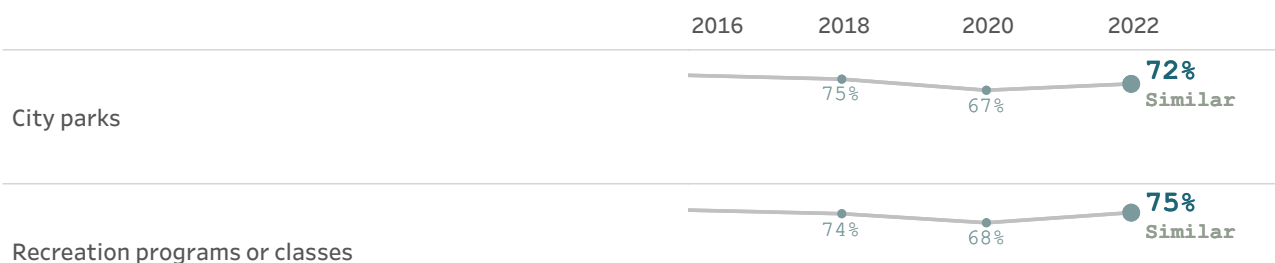 2016 2018 2020 2022
72%
75% 67% Similar
City parks
75%
74% 68% Similar
Recreation programs or classes